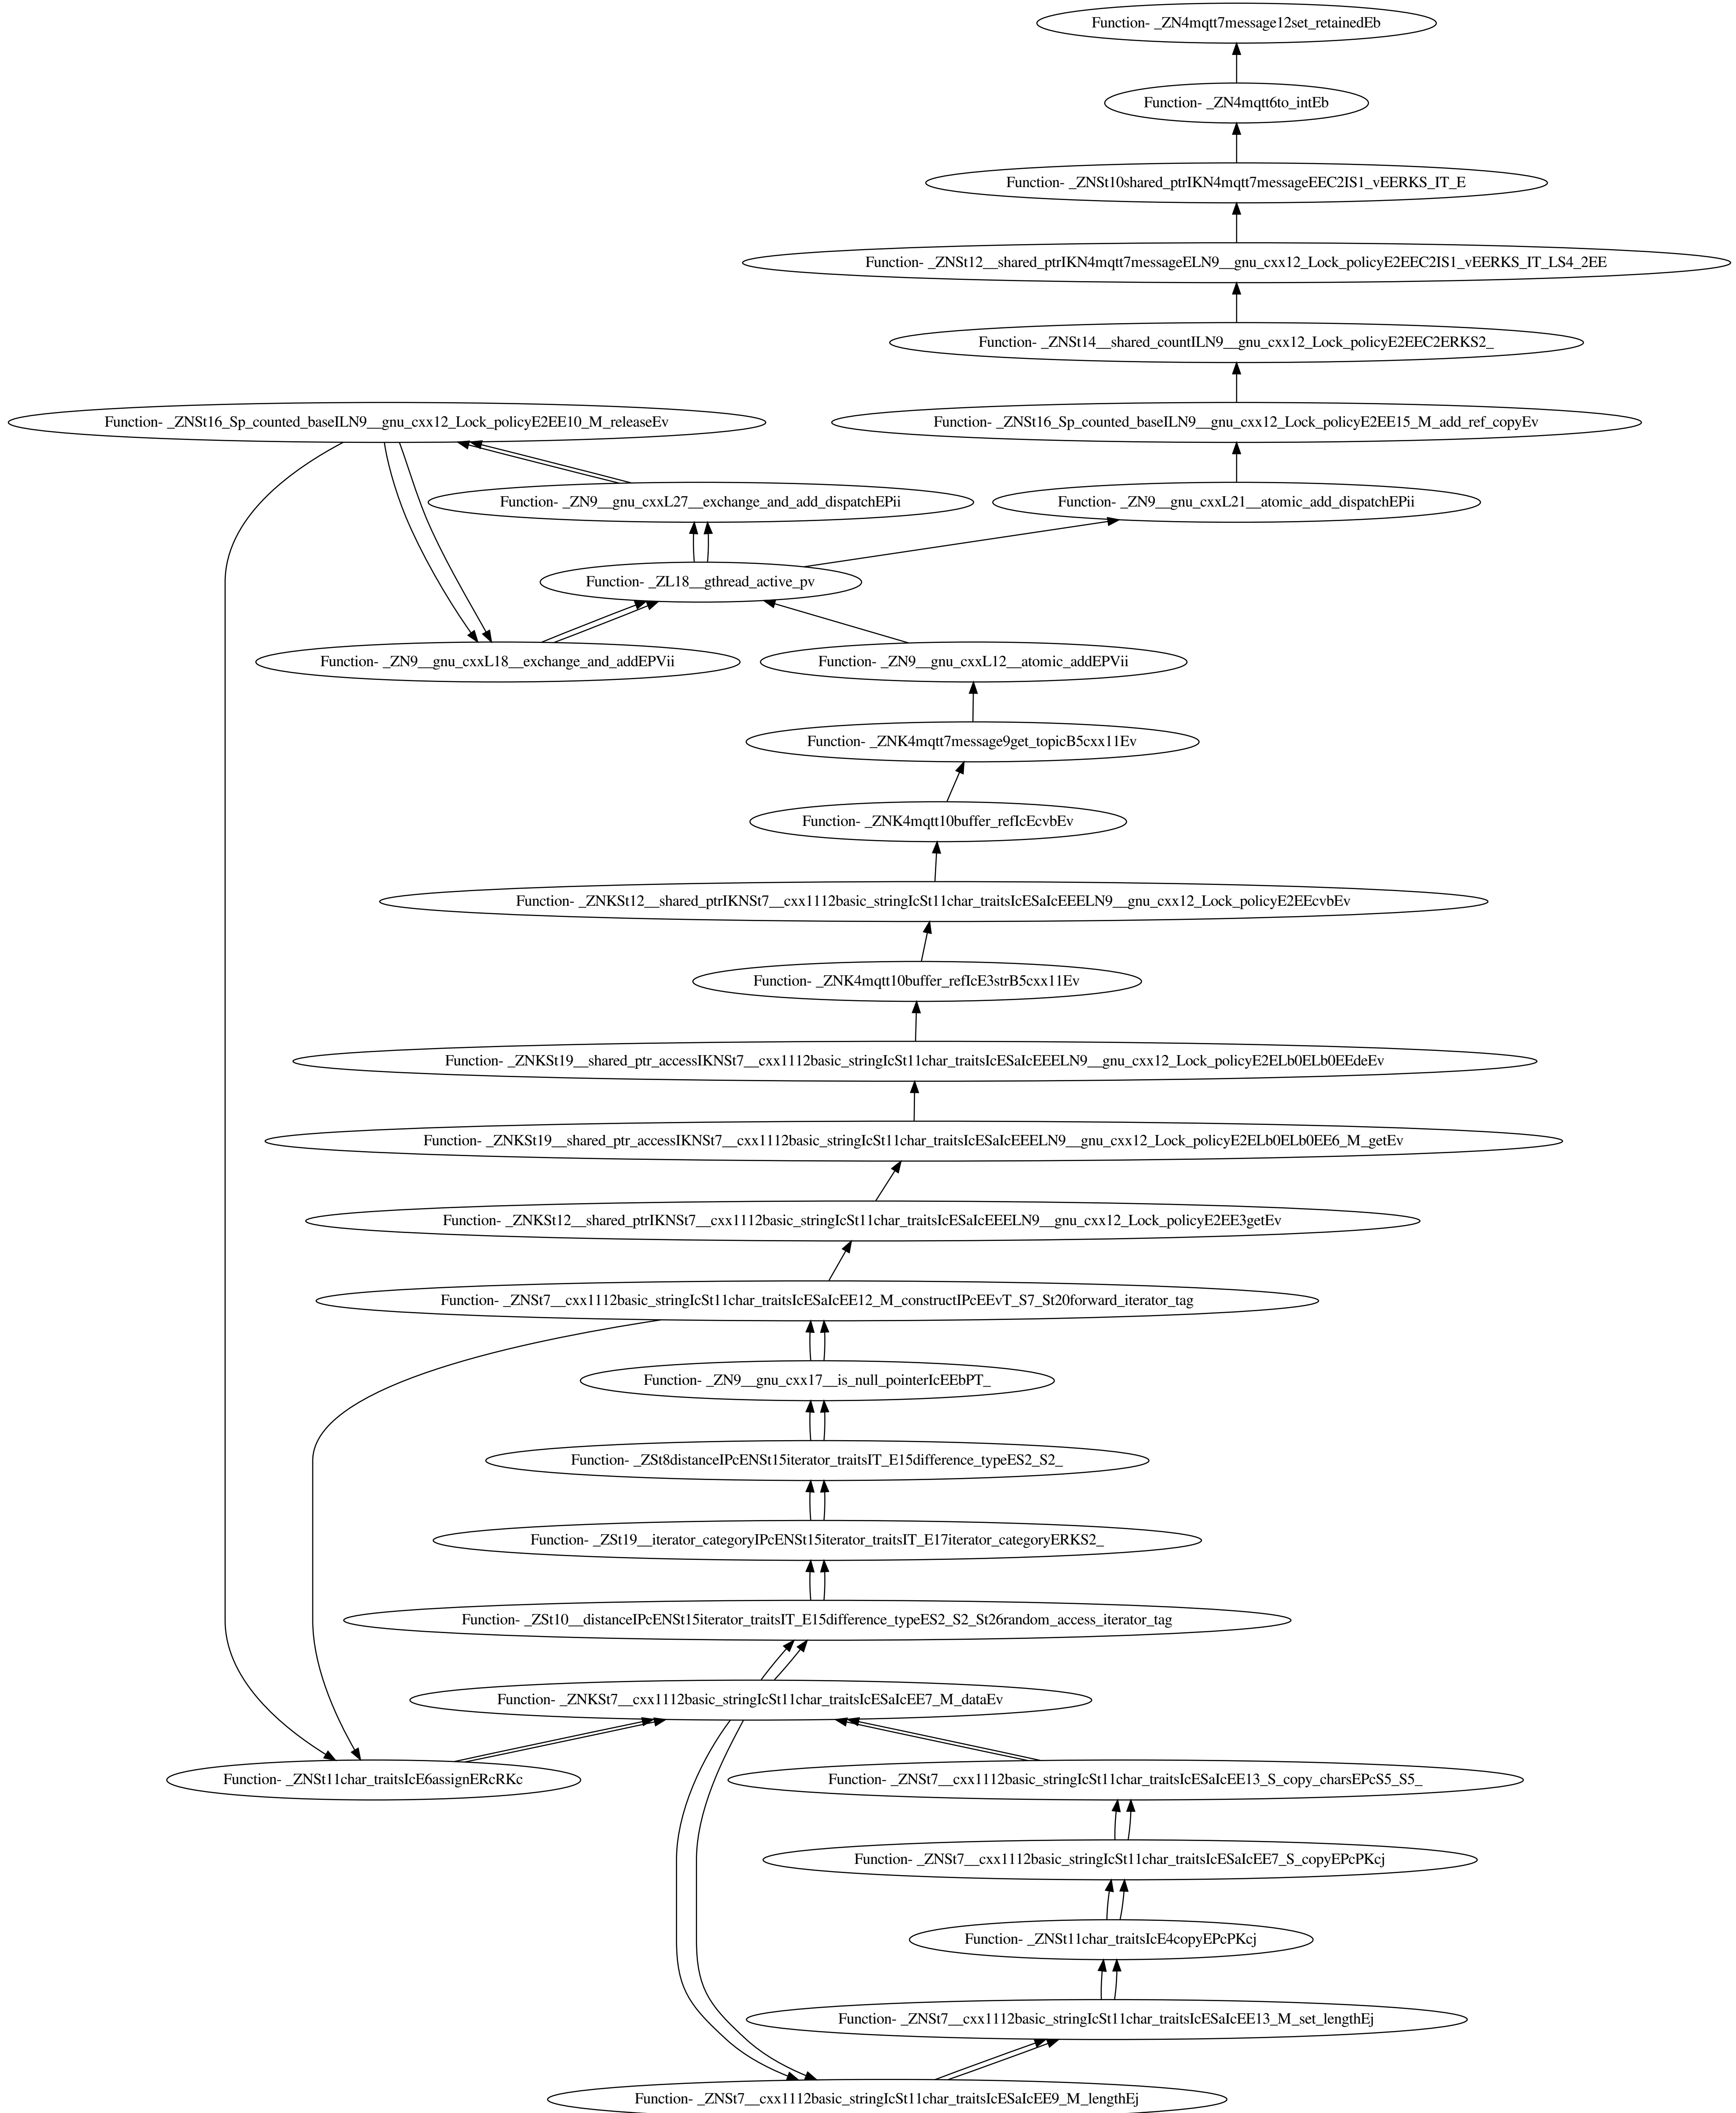 Function- _ZN4mqtt7message12set_retainedEb
Function- _ZN4mqtt6to_intEb
Function- _ZNSt10shared_ptrIKN4mqtt7messageEEC2IS1_vEERKS_IT_E
Function- _ZNSt12__shared_ptrIKN4mqtt7messageELN9__gnu_cxx12_Lock_policyE2EEC2IS1_vEERKS_IT_LS4_2EE
Function- _ZNSt14__shared_countILN9__gnu_cxx12_Lock_policyE2EEC2ERKS2_
Function- _ZNSt16_Sp_counted_baseILN9__gnu_cxx12_Lock_policyE2EE10_M_releaseEv
Function- _ZNSt16_Sp_counted_baseILN9__gnu_cxx12_Lock_policyE2EE15_M_add_ref_copyEv
Function- _ZN9__gnu_cxxL27__exchange_and_add_dispatchEPii
Function- _ZN9__gnu_cxxL21__atomic_add_dispatchEPii
Function- _ZL18__gthread_active_pv
Function- _ZN9__gnu_cxxL18__exchange_and_addEPVii
Function- _ZN9__gnu_cxxL12__atomic_addEPVii
Function- _ZNK4mqtt7message9get_topicB5cxx11Ev
Function- _ZNK4mqtt10buffer_refIcEcvbEv
Function- _ZNKSt12__shared_ptrIKNSt7__cxx1112basic_stringIcSt11char_traitsIcESaIcEEELN9__gnu_cxx12_Lock_policyE2EEcvbEv
Function- _ZNK4mqtt10buffer_refIcE3strB5cxx11Ev
Function- _ZNKSt19__shared_ptr_accessIKNSt7__cxx1112basic_stringIcSt11char_traitsIcESaIcEEELN9__gnu_cxx12_Lock_policyE2ELb0ELb0EEdeEv
Function- _ZNKSt19__shared_ptr_accessIKNSt7__cxx1112basic_stringIcSt11char_traitsIcESaIcEEELN9__gnu_cxx12_Lock_policyE2ELb0ELb0EE6_M_getEv
Function- _ZNKSt12__shared_ptrIKNSt7__cxx1112basic_stringIcSt11char_traitsIcESaIcEEELN9__gnu_cxx12_Lock_policyE2EE3getEv
Function- _ZNSt7__cxx1112basic_stringIcSt11char_traitsIcESaIcEE12_M_constructIPcEEvT_S7_St20forward_iterator_tag
Function- _ZN9__gnu_cxx17__is_null_pointerIcEEbPT_
Function- _ZSt8distanceIPcENSt15iterator_traitsIT_E15difference_typeES2_S2_
Function- _ZSt19__iterator_categoryIPcENSt15iterator_traitsIT_E17iterator_categoryERKS2_
Function- _ZSt10__distanceIPcENSt15iterator_traitsIT_E15difference_typeES2_S2_St26random_access_iterator_tag
Function- _ZNKSt7__cxx1112basic_stringIcSt11char_traitsIcESaIcEE7_M_dataEv
Function- _ZNSt11char_traitsIcE6assignERcRKc
Function- _ZNSt7__cxx1112basic_stringIcSt11char_traitsIcESaIcEE13_S_copy_charsEPcS5_S5_
Function- _ZNSt7__cxx1112basic_stringIcSt11char_traitsIcESaIcEE7_S_copyEPcPKcj
Function- _ZNSt11char_traitsIcE4copyEPcPKcj
Function- _ZNSt7__cxx1112basic_stringIcSt11char_traitsIcESaIcEE13_M_set_lengthEj
Function- _ZNSt7__cxx1112basic_stringIcSt11char_traitsIcESaIcEE9_M_lengthEj